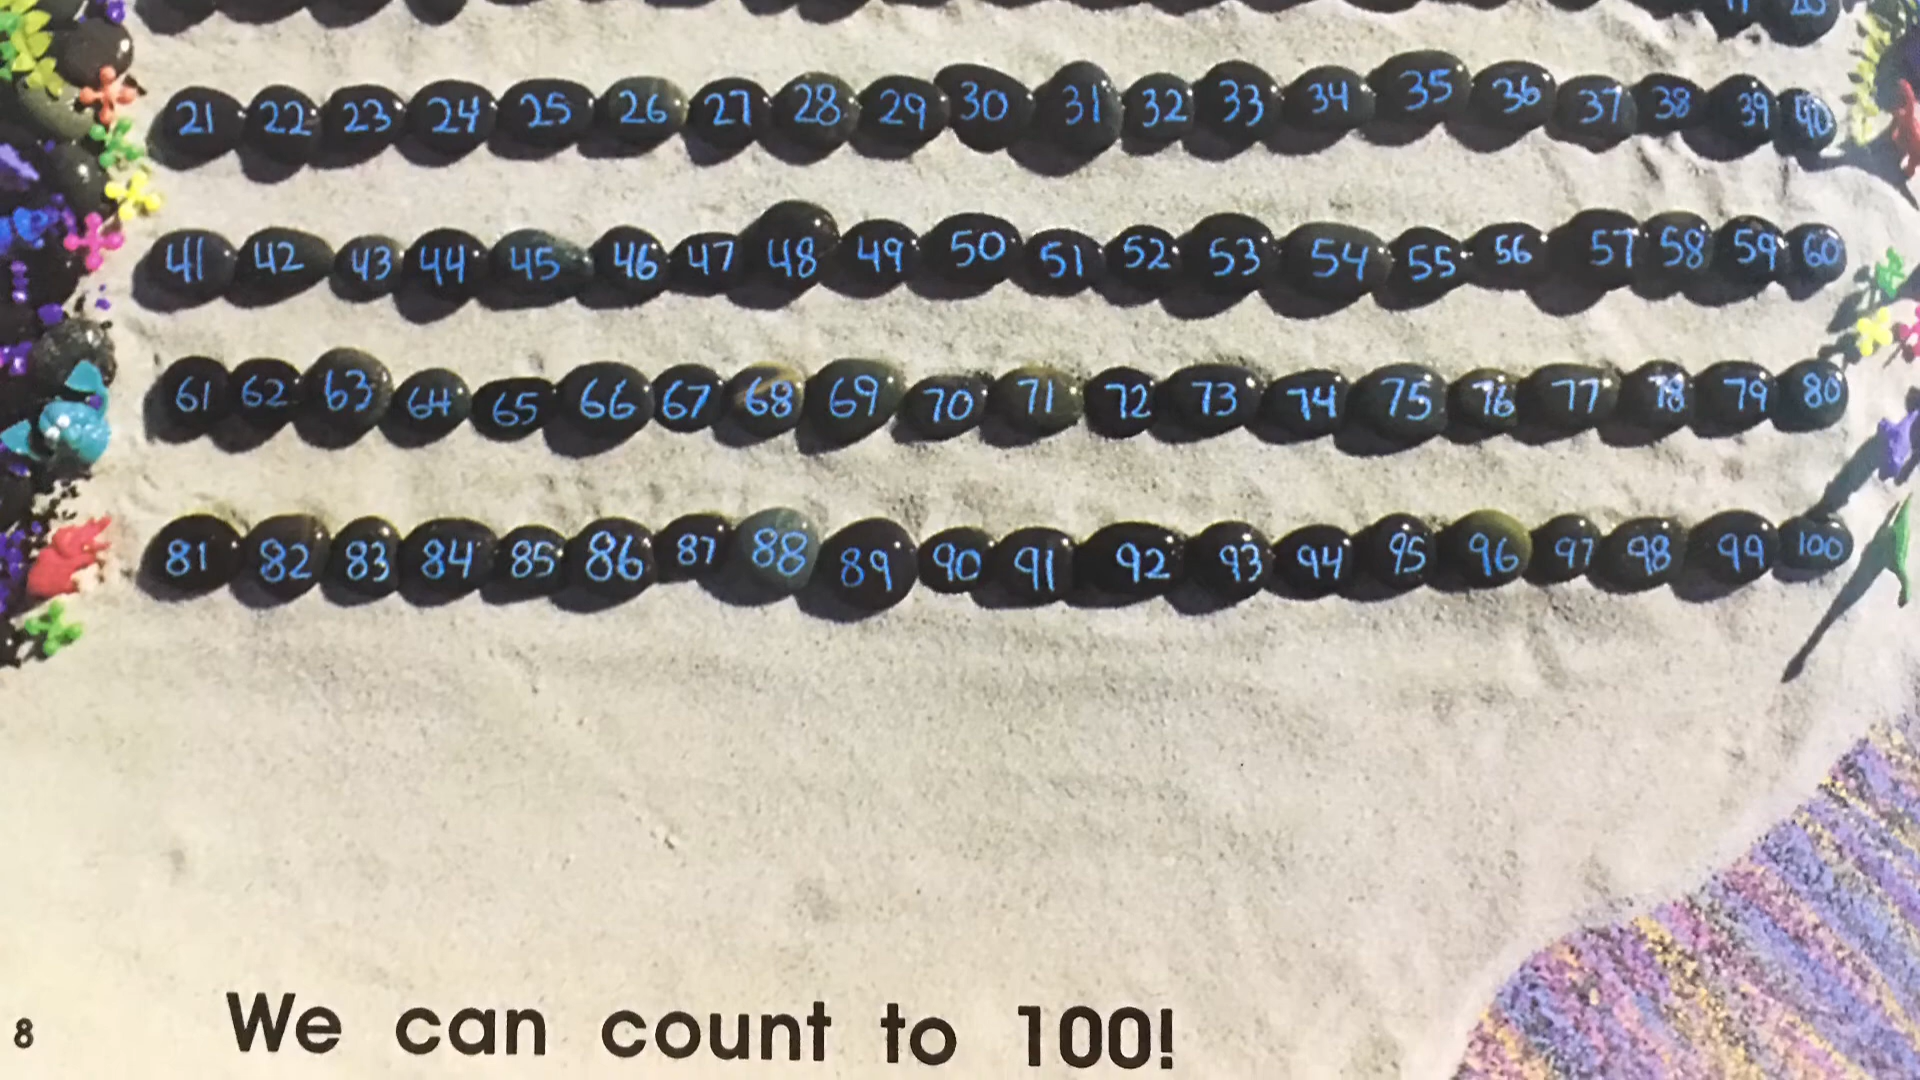 21 22 23 24 25 26 27 28 29 30 31 32 33 34 35 36 37 38 39 40
41 42 43 44 45 46 47 48 49 50 51 52 53 54 55 56 57 58 59 60
61 62 63 64 65 66 67 68 69 70 71 72 73 74 75 76 77 78 79 80
81 82 83 84 85 86 87 88 89 90 91 92 93 94 95 96 97 98 99 100
8 We can count to 100!